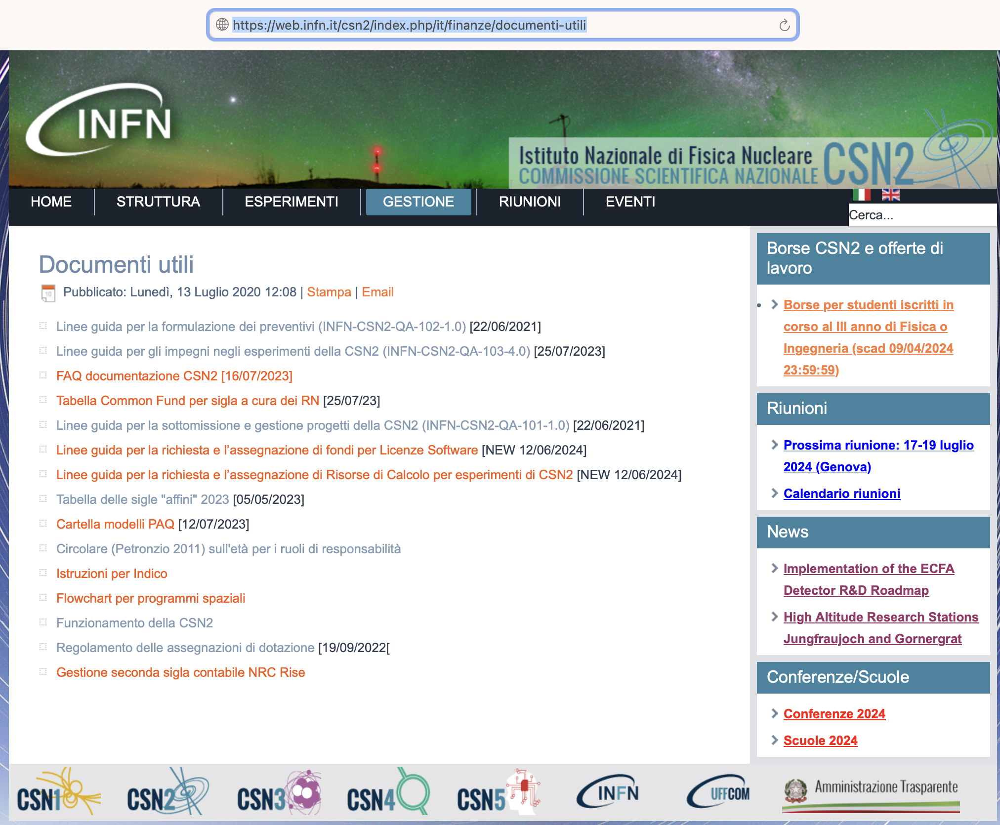 https://web.infn.it/csn2/index.php/it/finanze/documenti-utili
INFN
Istituto Nazionale di Fisica Nucleare
COMMISSIONE SCIENTIFICA NAZIONALE CSN2
HOME
STRUTTURA
ESPERIMENTI
GESTIONE
RIUNIONI
EVENTI
Cerca...
Documenti utili
10
Pubblicato: Lunedì, 13 Luglio 2020 12:08 | Stampa | Email
Linee guida per la formulazione dei preventivi (INFN-CSN2-QA-102-1.0) [22/06/2021]
Linee guida per gli impegni negli esperimenti della CSN2 (INFN-CSN2-QA-103-4.0) [25/07/2023]
FAQ documentazione CSN2 [16/07/2023]
Tabella Common Fund per sigla a cura dei RN [25/07/23]
Linee guida per la sottomissione e gestione progetti della CSN2 (INFN-CSN2-QA-101-1.0) [22/06/2021]
Linee guida per la richiesta e l’assegnazione di fondi per Licenze Software [NEW 12/06/2024]
Linee guida per la richiesta e l’assegnazione di Risorse di Calcolo per esperimenti di CSN2 [NEW 12/06/2024]
Tabella delle sigle "affini" 2023 [05/05/2023]
Cartella modelli PAQ [12/07/2023]
Circolare (Petronzio 2011) sull'età per i ruoli di responsabilità
Istruzioni per Indico
Flowchart per programmi spaziali
Funzionamento della CSN2
Regolamento delle assegnazioni di dotazione [19/09/2022[
Gestione seconda sigla contabile NRC Rise
Borse CSN2 e offerte di
lavoro
Borse per studenti iscritti in
corso al III anno di Fisica o
Ingegneria (scad 09/04/2024
23:59:59)
Riunioni
Prossima riunione: 17-19 luglio
2024 (Genova)
Calendario riunioni
News
Implementation of the ECFA
Detector R&D Roadmap
High Altitude Research Stations
Jungfraujoch and Gornergrat
Conferenze/Scuole
Conferenze 2024
Scuole 2024
CSN1
CSN2
CSN3
CSN4
CSN5
INFN
UFFCOM
Amministrazione Trasparente